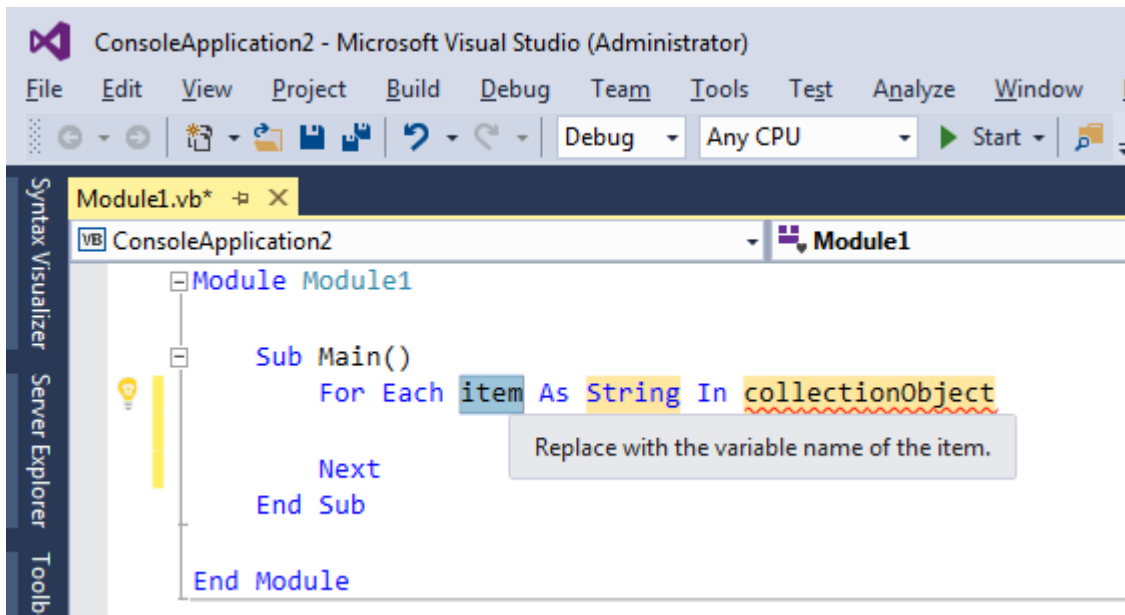 ConsoleApplication2 - Microsoft Visual Studio (Administrator)
File Edit View Project Build Debug Team Tools Test Analyze Window
Debug Any CPU Start
Module1.vb*
VB ConsoleApplication2 Module1
Module Module1
Sub Main()
For Each item As String In collectionObject
Replace with the variable name of the item.
Next
End Sub
End Module
Syntax Visualizer
Server Explorer